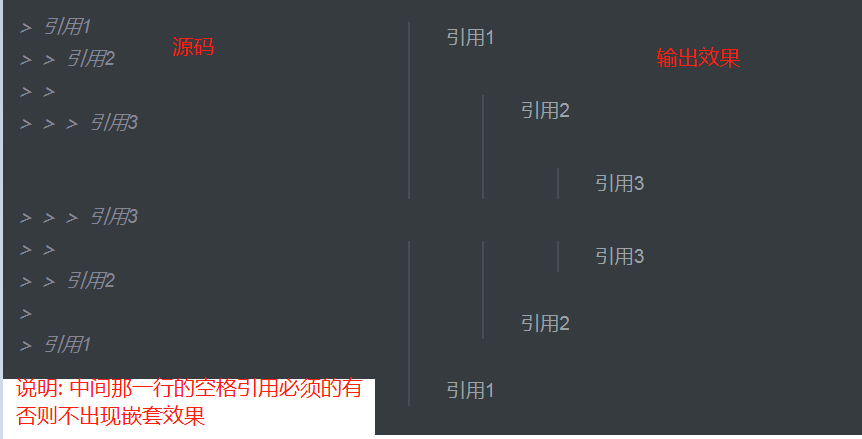 > 引用1
源码
> > 引用2
> >
> > > 引用3
> > > 引用3
> >
> > 引用2
>
> 引用1
说明: 中间那一行的空格引用必须的有
否则不出现嵌套效果
输出效果
引用1
引用2
引用3
引用3
引用2
引用1